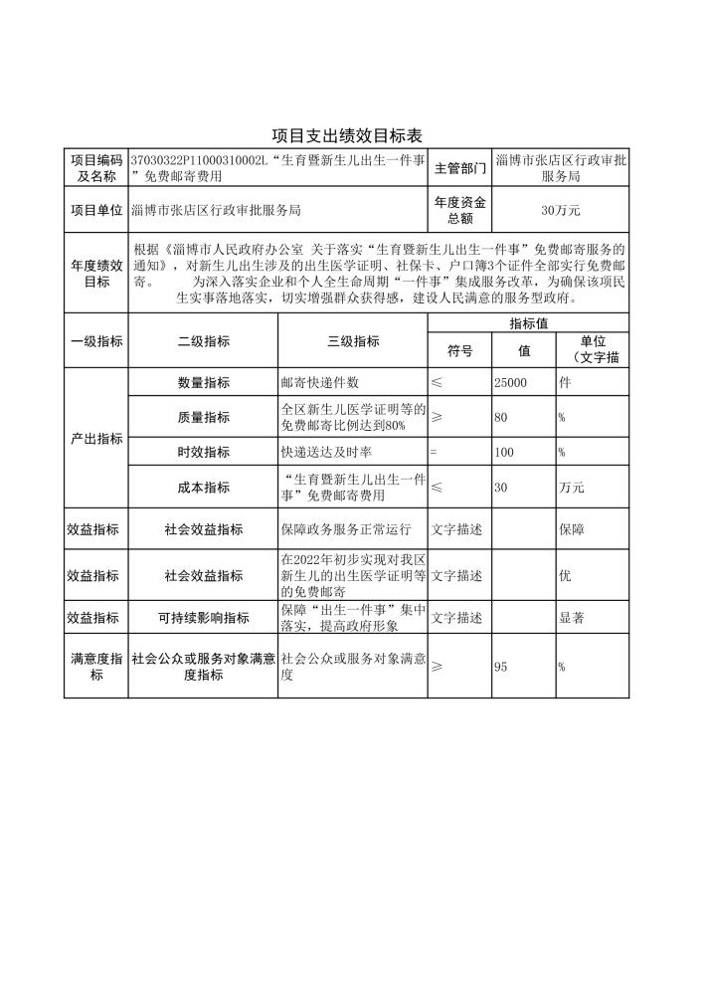 项目支出绩效目标表
项目编码
及名称
37030322P11000310002L“生育暨新生儿出生一件事
”免费邮寄费用
主管部门
淄博市张店区行政审批
服务局
项目单位
淄博市张店区行政审批服务局
年度资金
总额
30万元
年度绩效
目标
根据《淄博市人民政府办公室 关于落实“生育暨新生儿出生一件事”免费邮寄服务的
通知》，对新生儿出生涉及的出生医学证明、社保卡、户口簿3个证件全部实行免费邮
寄。 为深入落实企业和个人全生命周期“一件事”集成服务改革，为确保该项民
生实事落地落实，切实增强群众获得感，建设人民满意的服务型政府。
一级指标
二级指标
三级指标
指标值
符号
值
单位
（文字描
产出指标
数量指标
邮寄快递件数
≤
25000
件
质量指标
全区新生儿医学证明等的
免费邮寄比例达到80%
≥
80
%
时效指标
快递送达及时率
=
100
%
成本指标
“生育暨新生儿出生一件
事”免费邮寄费用
≤
30
万元
效益指标
社会效益指标
保障政务服务正常运行
文字描述
保障
效益指标
社会效益指标
在2022年初步实现对我区
新生儿的出生医学证明等
的免费邮寄
文字描述
优
效益指标
可持续影响指标
保障“出生一件事”集中
落实，提高政府形象
文字描述
显著
满意度指
标
社会公众或服务对象满意
度指标
社会公众或服务对象满意
度
≥
95
%